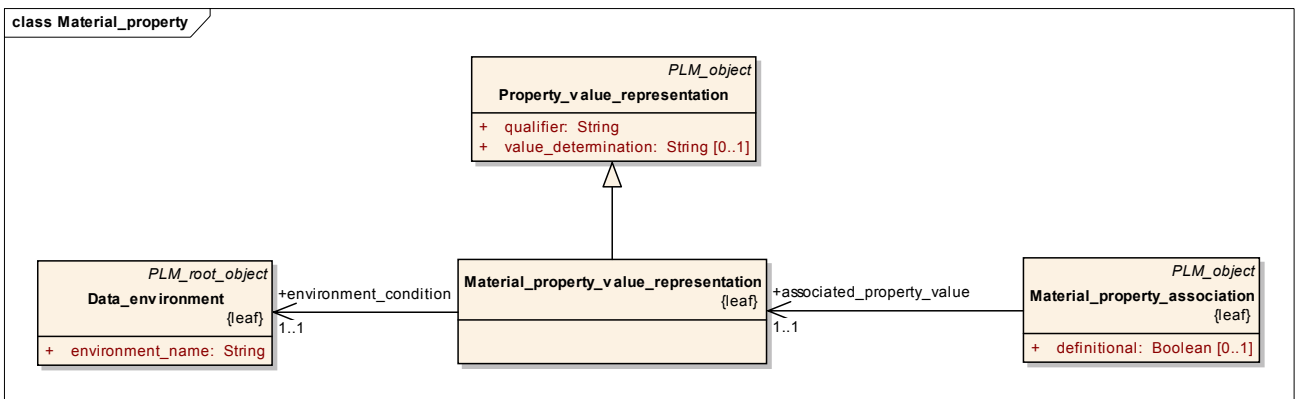 class Material_property
PLM_object
Property_value_representation
+ qualifier: String
+ value_determination: String [0..1]
PLM_root_object
Data_environment
{leaf}
+ environment_name: String
+environment_condition
1..1
Material_property_value_representation
{leaf}
+associated_property_value
1..1
PLM_object
Material_property_association
{leaf}
+ definitional: Boolean [0..1]